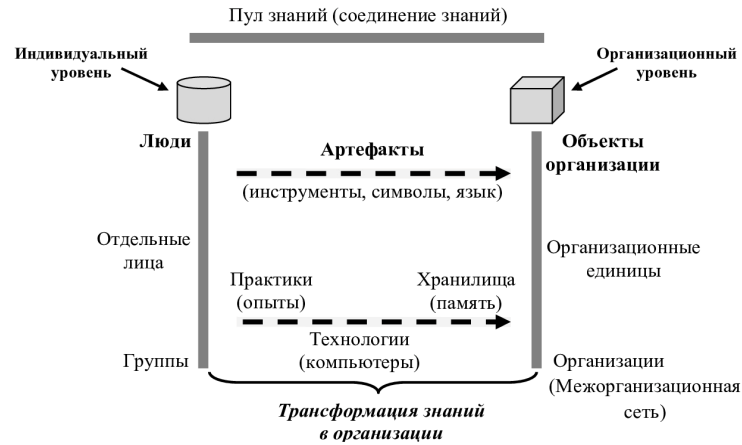 Пул знаний (соединение знаний)
Индивидуальный
уровень
Организационный
уровень
Люди
Артефакты
(инструменты, символы, язык)
Объекты
организации
Отдельные
лица
Организационные
единицы
Практики
(опыты)
Хранилища
(память)
Технологии
(компьютеры)
Группы
Организации
(Межорганизационная
сеть)
Трансформация знаний
в организации